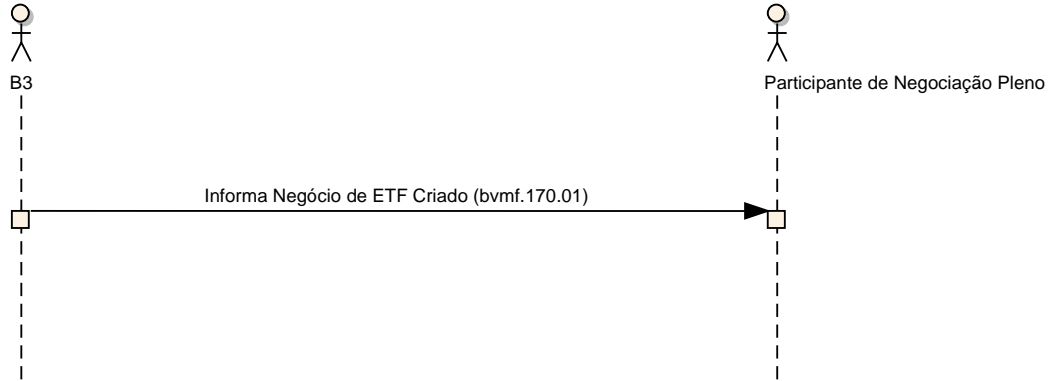 B3
Participante de Negociação Pleno
Informa Negócio de ETF Criado (bvmf.170.01)